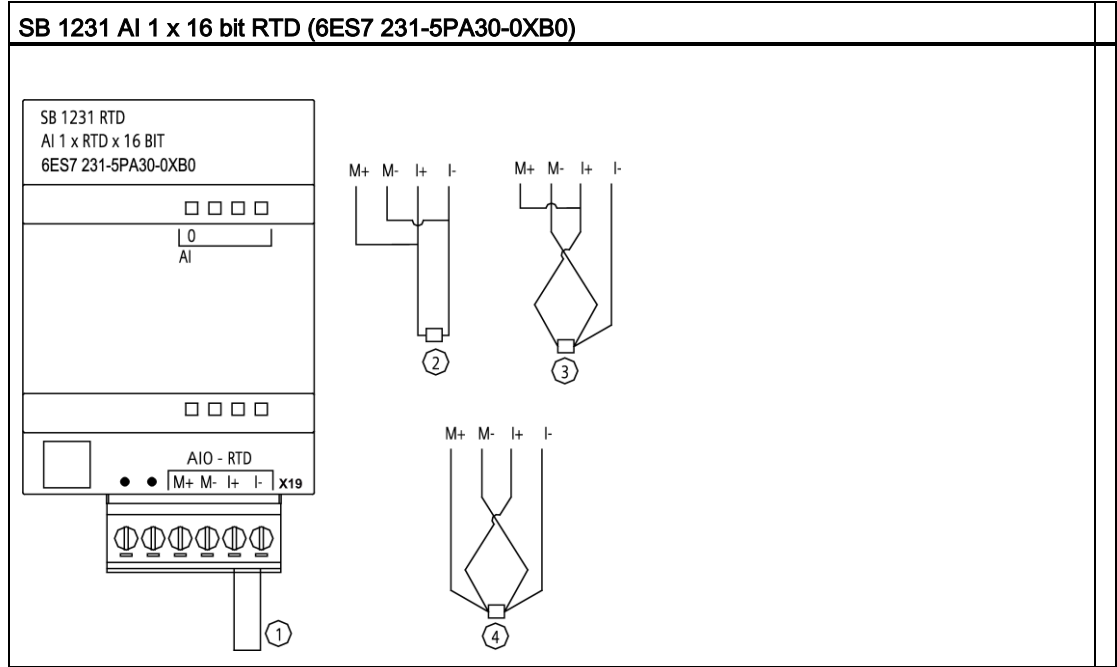 SB 1231 AI 1 x 16 bit RTD (6ES7 231-5PA30-0XB0)
SB 1231 RTD
AI 1 x RTD x 16 BIT
6ES7 231-5PA30-0XB0
0
AI
AI0 - RTD
M+ M- I+ I- X19
1
M+ M- I+ I-
2
M+ M- I+ I-
3
M+ M- I+ I-
4